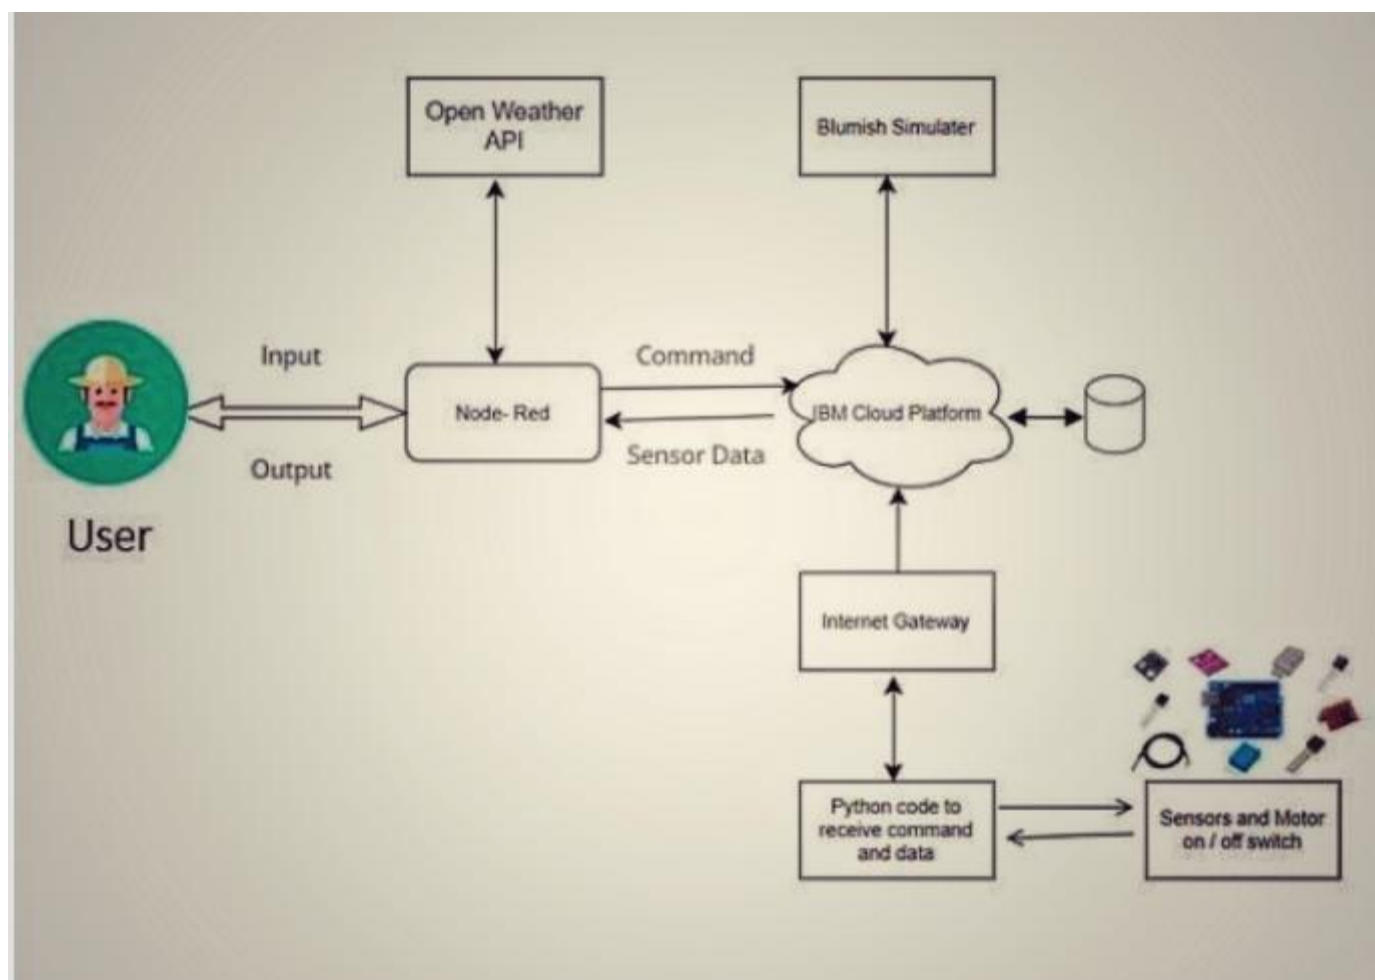 Open Weather
API
Blumish Simulater
Input
Command
Node- Red
IBM Cloud Platform
Output
Sensor Data
User
Internet Gateway
Python code to
receive command
and data
Sensors and Motor
on / off switch